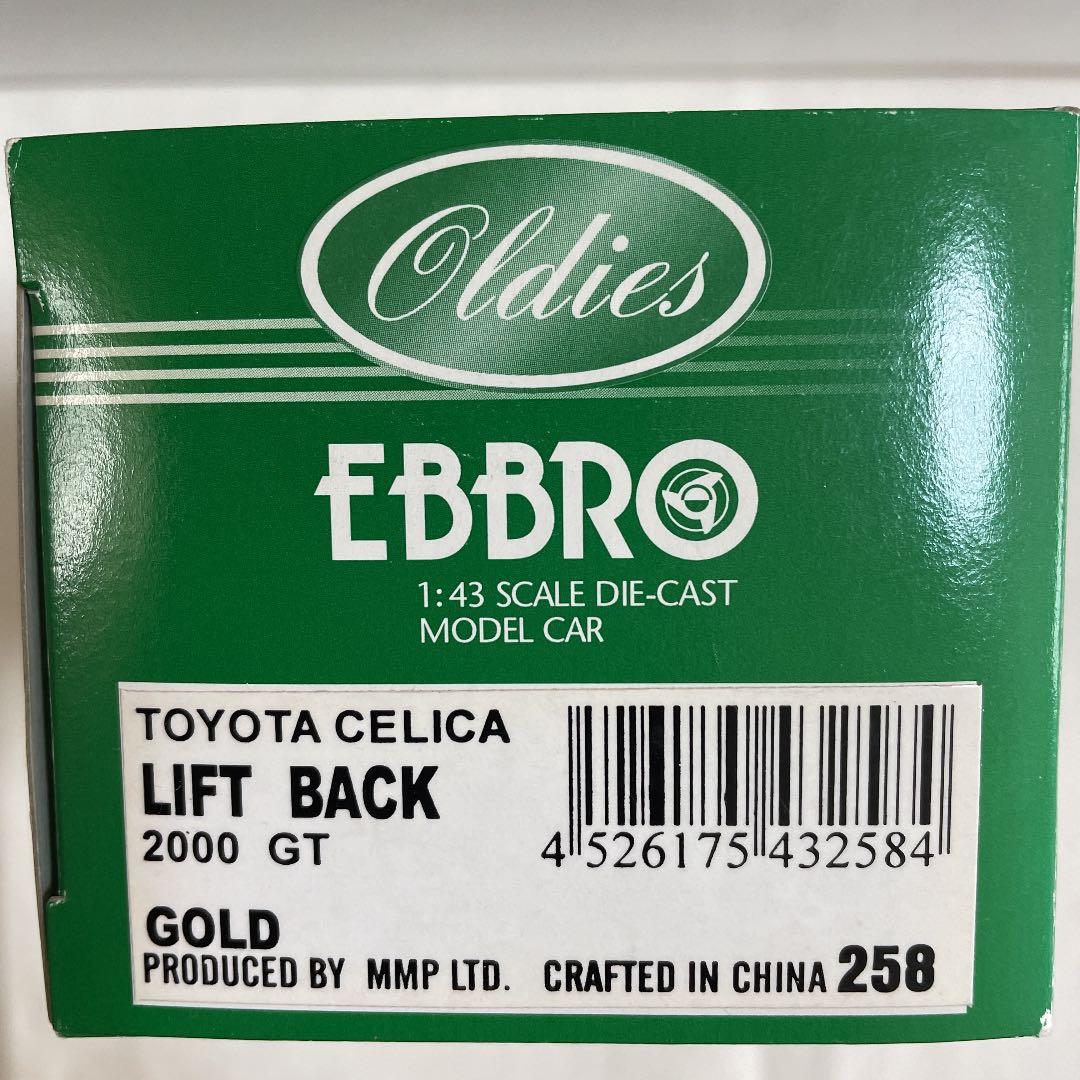 Oldies
EBBRO
1:43 SCALE DIE-CAST
MODEL CAR
TOYOTA CELICA
LIFT BACK
2000 GT
4 526175 432584
GOLD
PRODUCED BY MMP LTD. CRAFTED IN CHINA 258